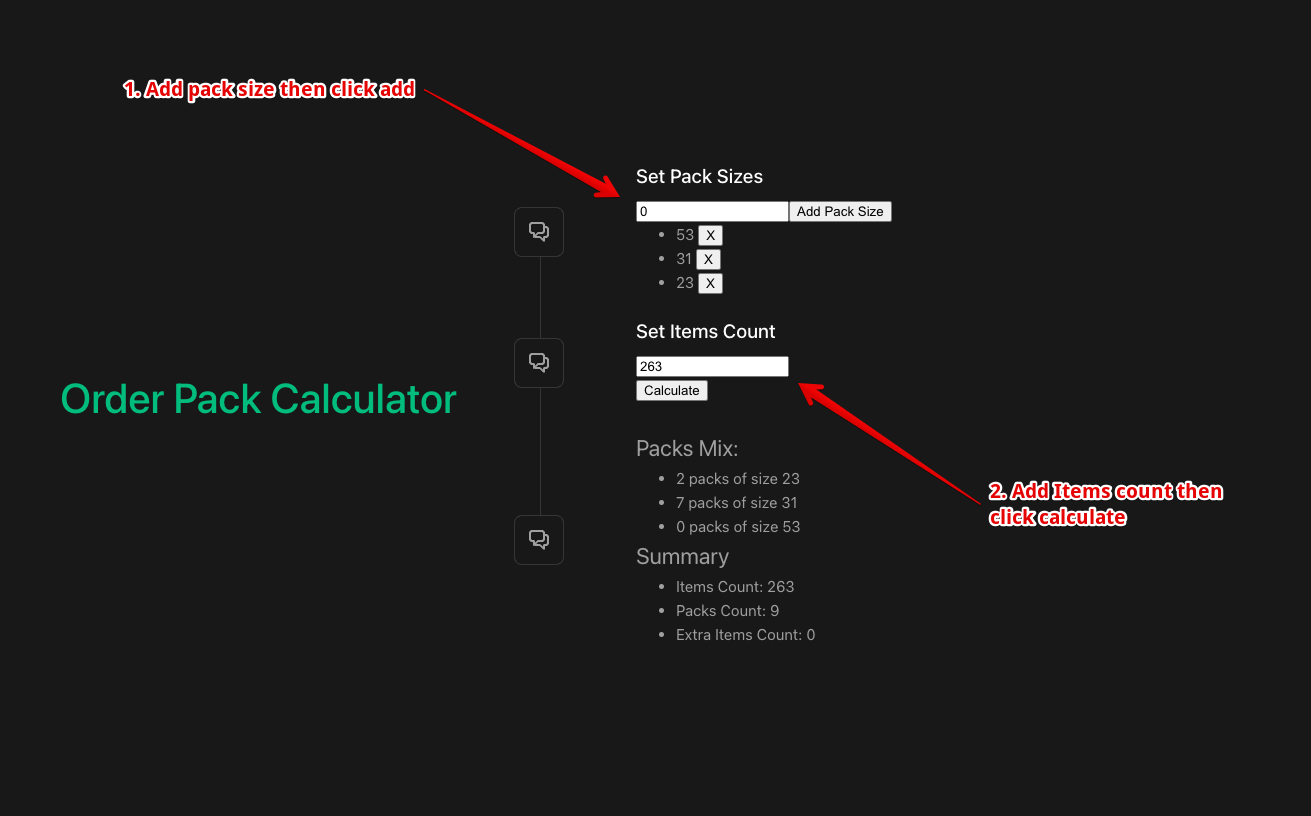 1. Add pack size then click add
Set Pack Sizes
0 Add Pack Size
53 X
31 X
23 X
Set Items Count
263
Calculate
Order Pack Calculator
Packs Mix:
2 packs of size 23
7 packs of size 31
0 packs of size 53
2. Add Items count then
click calculate
Summary
Items Count: 263
Packs Count: 9
Extra Items Count: 0